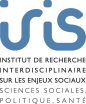 iris
INSTITUT DE RECHERCHE
INTERDISCIPLINAIRE
SUR LES ENJEUX SOCIAUX
SCIENCES SOCIALES,
POLITIQUE, SANTÉ